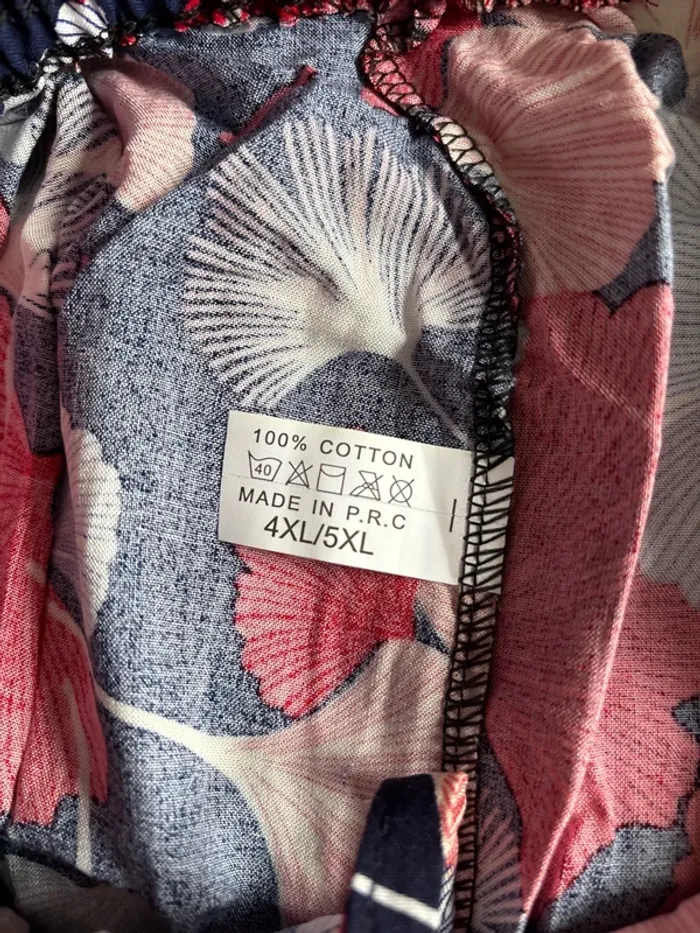 100% COTTON
40
MADE IN P.R.C
4XL/5XL